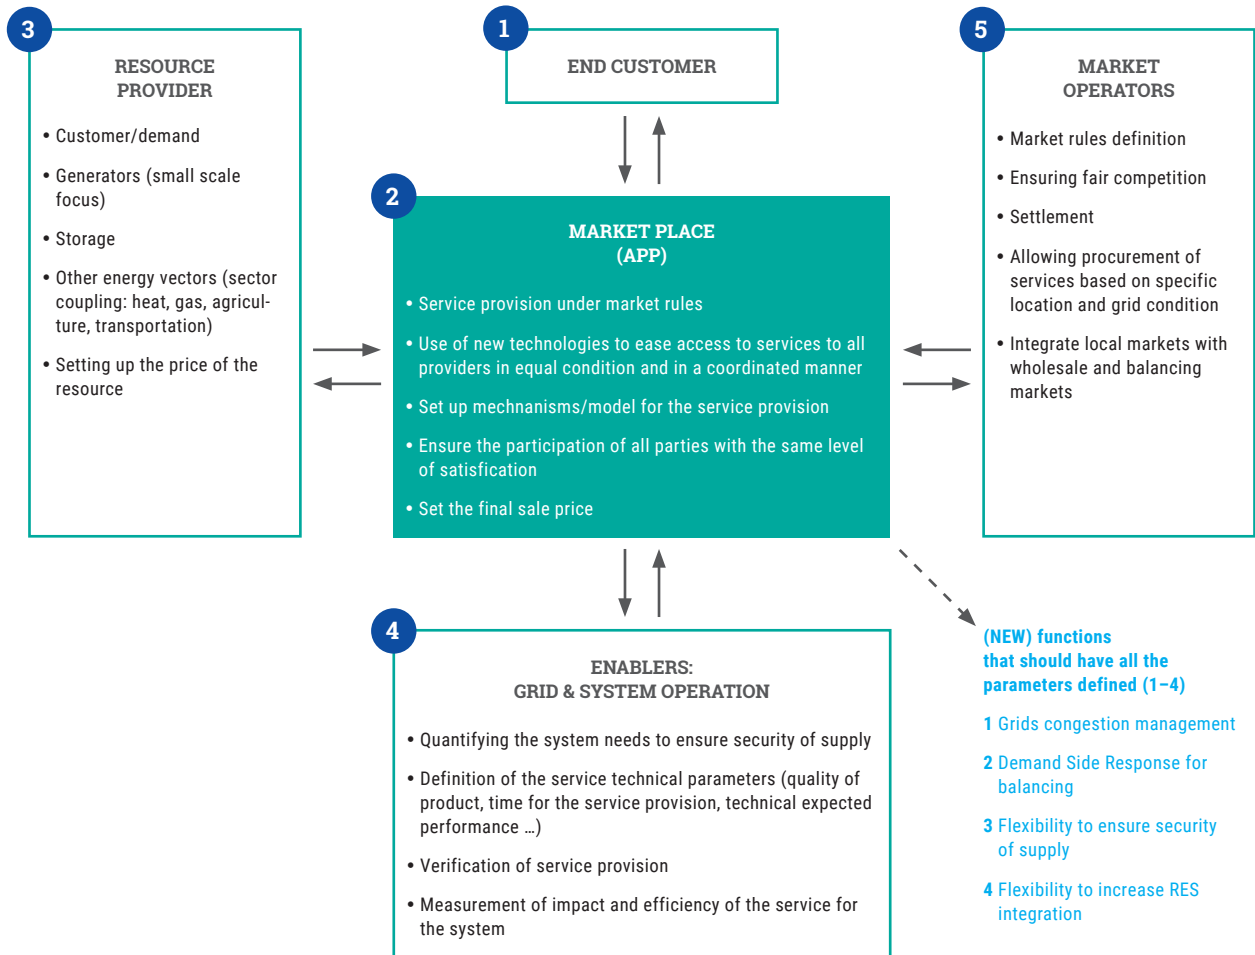 3
RESOURCE
PROVIDER
• Customer/demand
• Generators (small scale
focus)
• Storage
• Other energy vectors (sector
coupling: heat, gas, agricul-
ture, transportation)
• Setting up the price of the
resource
1
END CUSTOMER
2
MARKET PLACE
(APP)
• Service provision under market rules
• Use of new technologies to ease access to services to all
providers in equal condition and in a coordinated manner
• Set up mechnanisms/model for the service provision
• Ensure the participation of all parties with the same level
of satisfication
• Set the final sale price
5
MARKET
OPERATORS
• Market rules definition
• Ensuring fair competition
• Settlement
• Allowing procurement of
services based on specific
location and grid condition
• Integrate local markets with
wholesale and balancing
markets
4
ENABLERS:
GRID & SYSTEM OPERATION
• Quantifying the system needs to ensure security of supply
• Definition of the service technical parameters (quality of
product, time for the service provision, technical expected
performance …)
• Verification of service provision
• Measurement of impact and efficiency of the service for
the system
(NEW) functions
that should have all the
parameters defined (1–4)
1 Grids congestion management
2 Demand Side Response for
balancing
3 Flexibility to ensure security
of supply
4 Flexibility to increase RES
integration